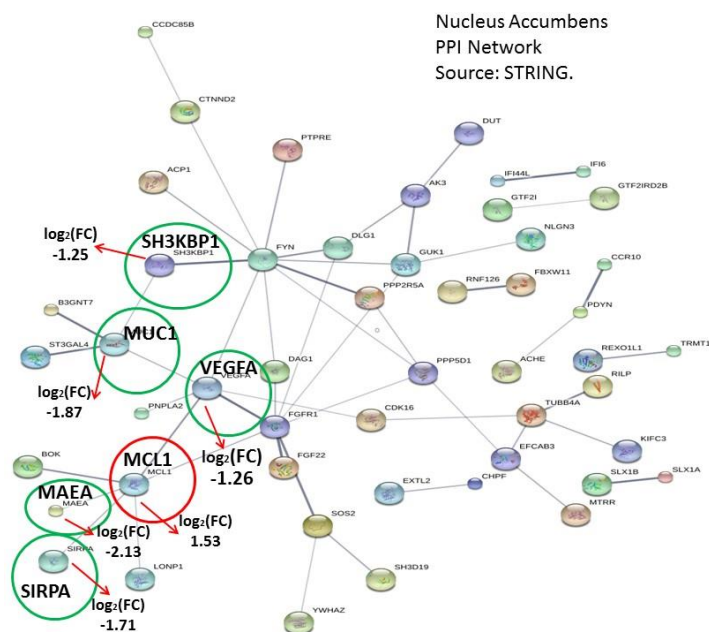 Nucleus Accumbens
PPI Network
Source: STRING.
CCDC85B
CTNND2
PTPRE
DUT
ACP1
AK3
IFI44L
IFI6
GTF2I
GTF2IRD2B
log₂(FC)
-1.25
SH3KBP1
SH3KBP1
FYN
DLG1
GUK1
NLGN3
CCR10
RNF126
FBXW11
PPP2R5A
PDYN
B3GNT7
ST3GAL4
MUC1
ACHE
REXO1L1
TRMT1
log₂(FC)
-1.87
VEGFA
VEGFA
DAG1
PPP5D1
RILP
PNPLA2
FGFR1
CDK16
TUBB4A
KIFC3
BOK
MCL1
MCL1
log₂(FC)
-1.26
FGF22
EFCAB3
EXTL2
CHPF
SLX1B
SLX1A
MTRR
MAEA
MAEA
log₂(FC)
-2.13
log₂(FC)
1.53
SOS2
SIRPA
SIRPA
LONP1
SH3D19
log₂(FC)
-1.71
YWHAZ